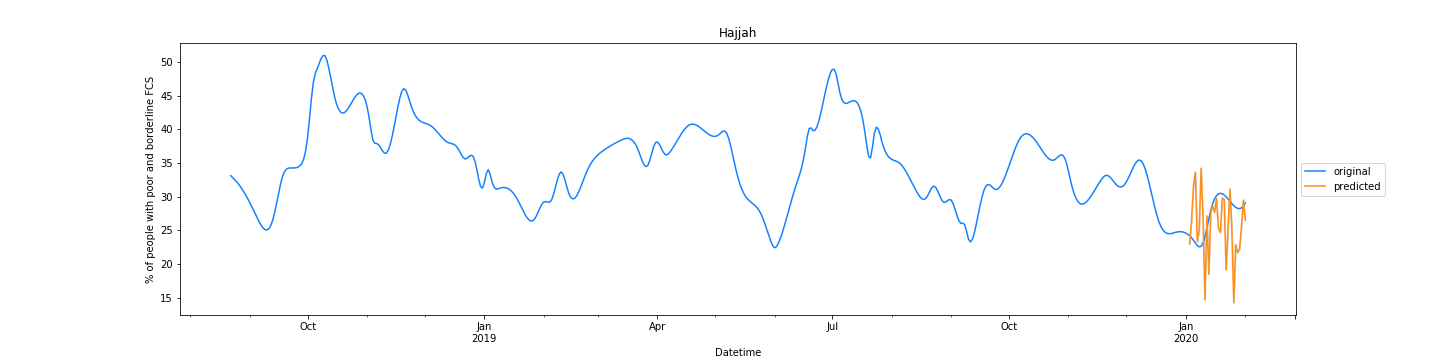 Hajjah
% of people with poor and borderline FCS
50
45
40
35
30
25
20
15
Oct
Jan
2019
Apr
Jul
Oct
Jan
2020
Datetime
original
predicted